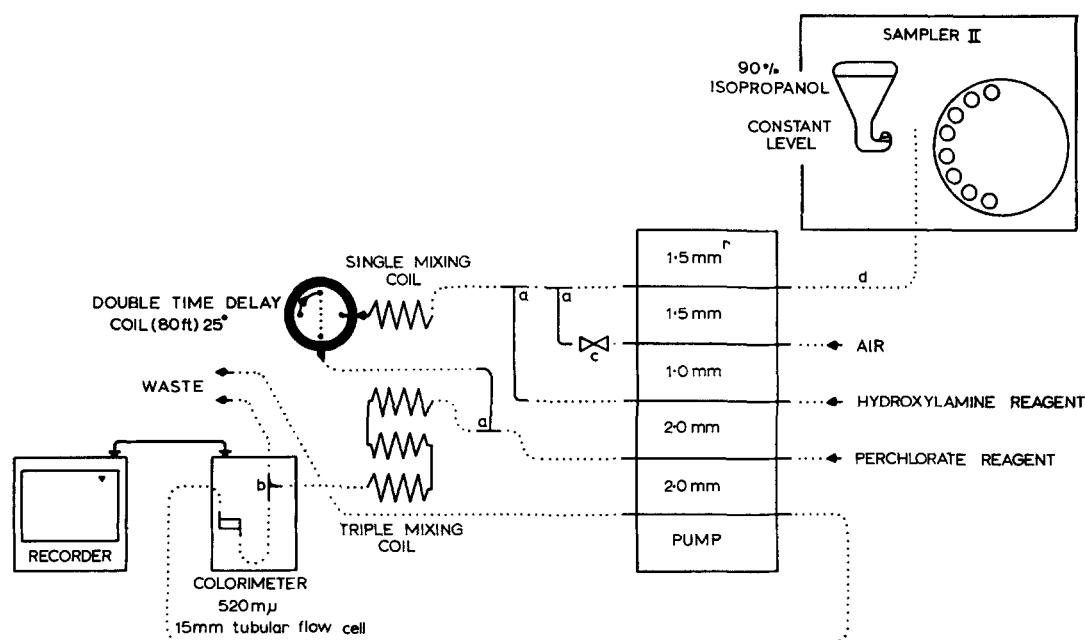 SAMPLER II
90%
ISOPROPANOL
CONSTANT
LEVEL
1·5 mm r
d
1·5 mm
AIR
1·0 mm
HYDROXYLAMINE REAGENT
2·0 mm
PERCHLORATE REAGENT
2·0 mm
PUMP
SINGLE MIXING
COIL
a
a
c
DOUBLE TIME DELAY
COIL (80 ft) 25°
a
WASTE
b
TRIPLE MIXING
COIL
RECORDER
COLORIMETER
520 mμ
15mm tubular flow cell